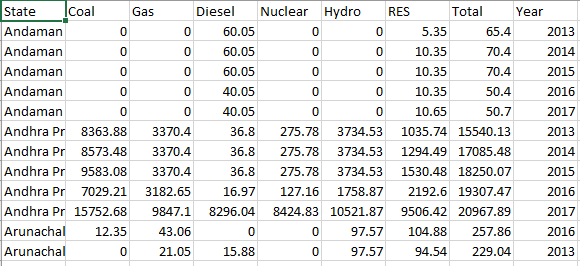 State Coal Gas Diesel Nuclear Hydro RES Total Year
Andaman 0 0 60.05 0 0 5.35 65.4 2013
Andaman 0 0 60.05 0 0 10.35 70.4 2014
Andaman 0 0 60.05 0 0 10.35 70.4 2015
Andaman 0 0 40.05 0 0 10.35 50.4 2016
Andaman 0 0 40.05 0 0 10.65 50.7 2017
Andhra Pr 8363.88 3370.4 36.8 275.78 3734.53 1035.74 15540.13 2013
Andhra Pr 8573.48 3370.4 36.8 275.78 3734.53 1294.49 17085.48 2014
Andhra Pr 9583.08 3370.4 36.8 275.78 3734.53 1530.48 18250.07 2015
Andhra Pr 7029.21 3182.65 16.97 127.16 1758.87 2192.6 19307.47 2016
Andhra Pr 15752.68 9847.1 8296.04 8424.83 10521.87 9506.42 20967.89 2017
Arunachal 12.35 43.06 0 0 97.57 104.88 257.86 2016
Arunachal 0 21.05 15.88 0 97.57 94.54 229.04 2013